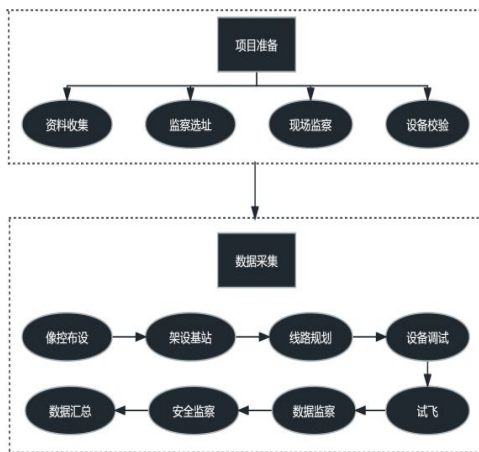 项目准备
资料收集
监察选址
现场监察
设备校验
数据采集
像控布设
架设基站
线路规划
设备调试
数据汇总
安全监察
数据监察
试飞